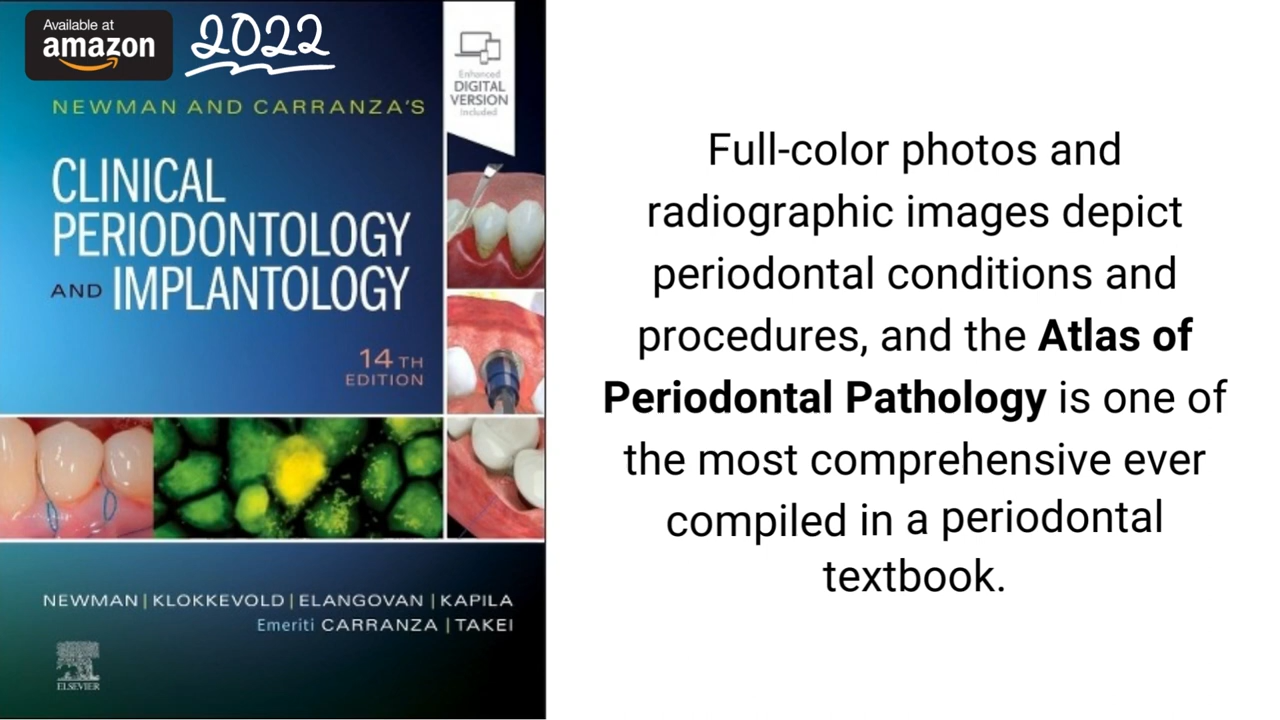 Available at
amazon
2022
Enhanced
DIGITAL
VERSION
included
NEWMAN AND CARRANZA'S
CLINICAL
PERIODONTOLOGY
AND IMPLANTOLOGY
14TH
EDITION
NEWMAN | KLOKKEVOLD | ELANGOVAN | KAPILA
Emeriti CARRANZA | TAKEI
ELSEVIER
Full-color photos and
radiographic images depict
periodontal conditions and
procedures, and the Atlas of
Periodontal Pathology is one of
the most comprehensive ever
compiled in a periodontal
textbook.